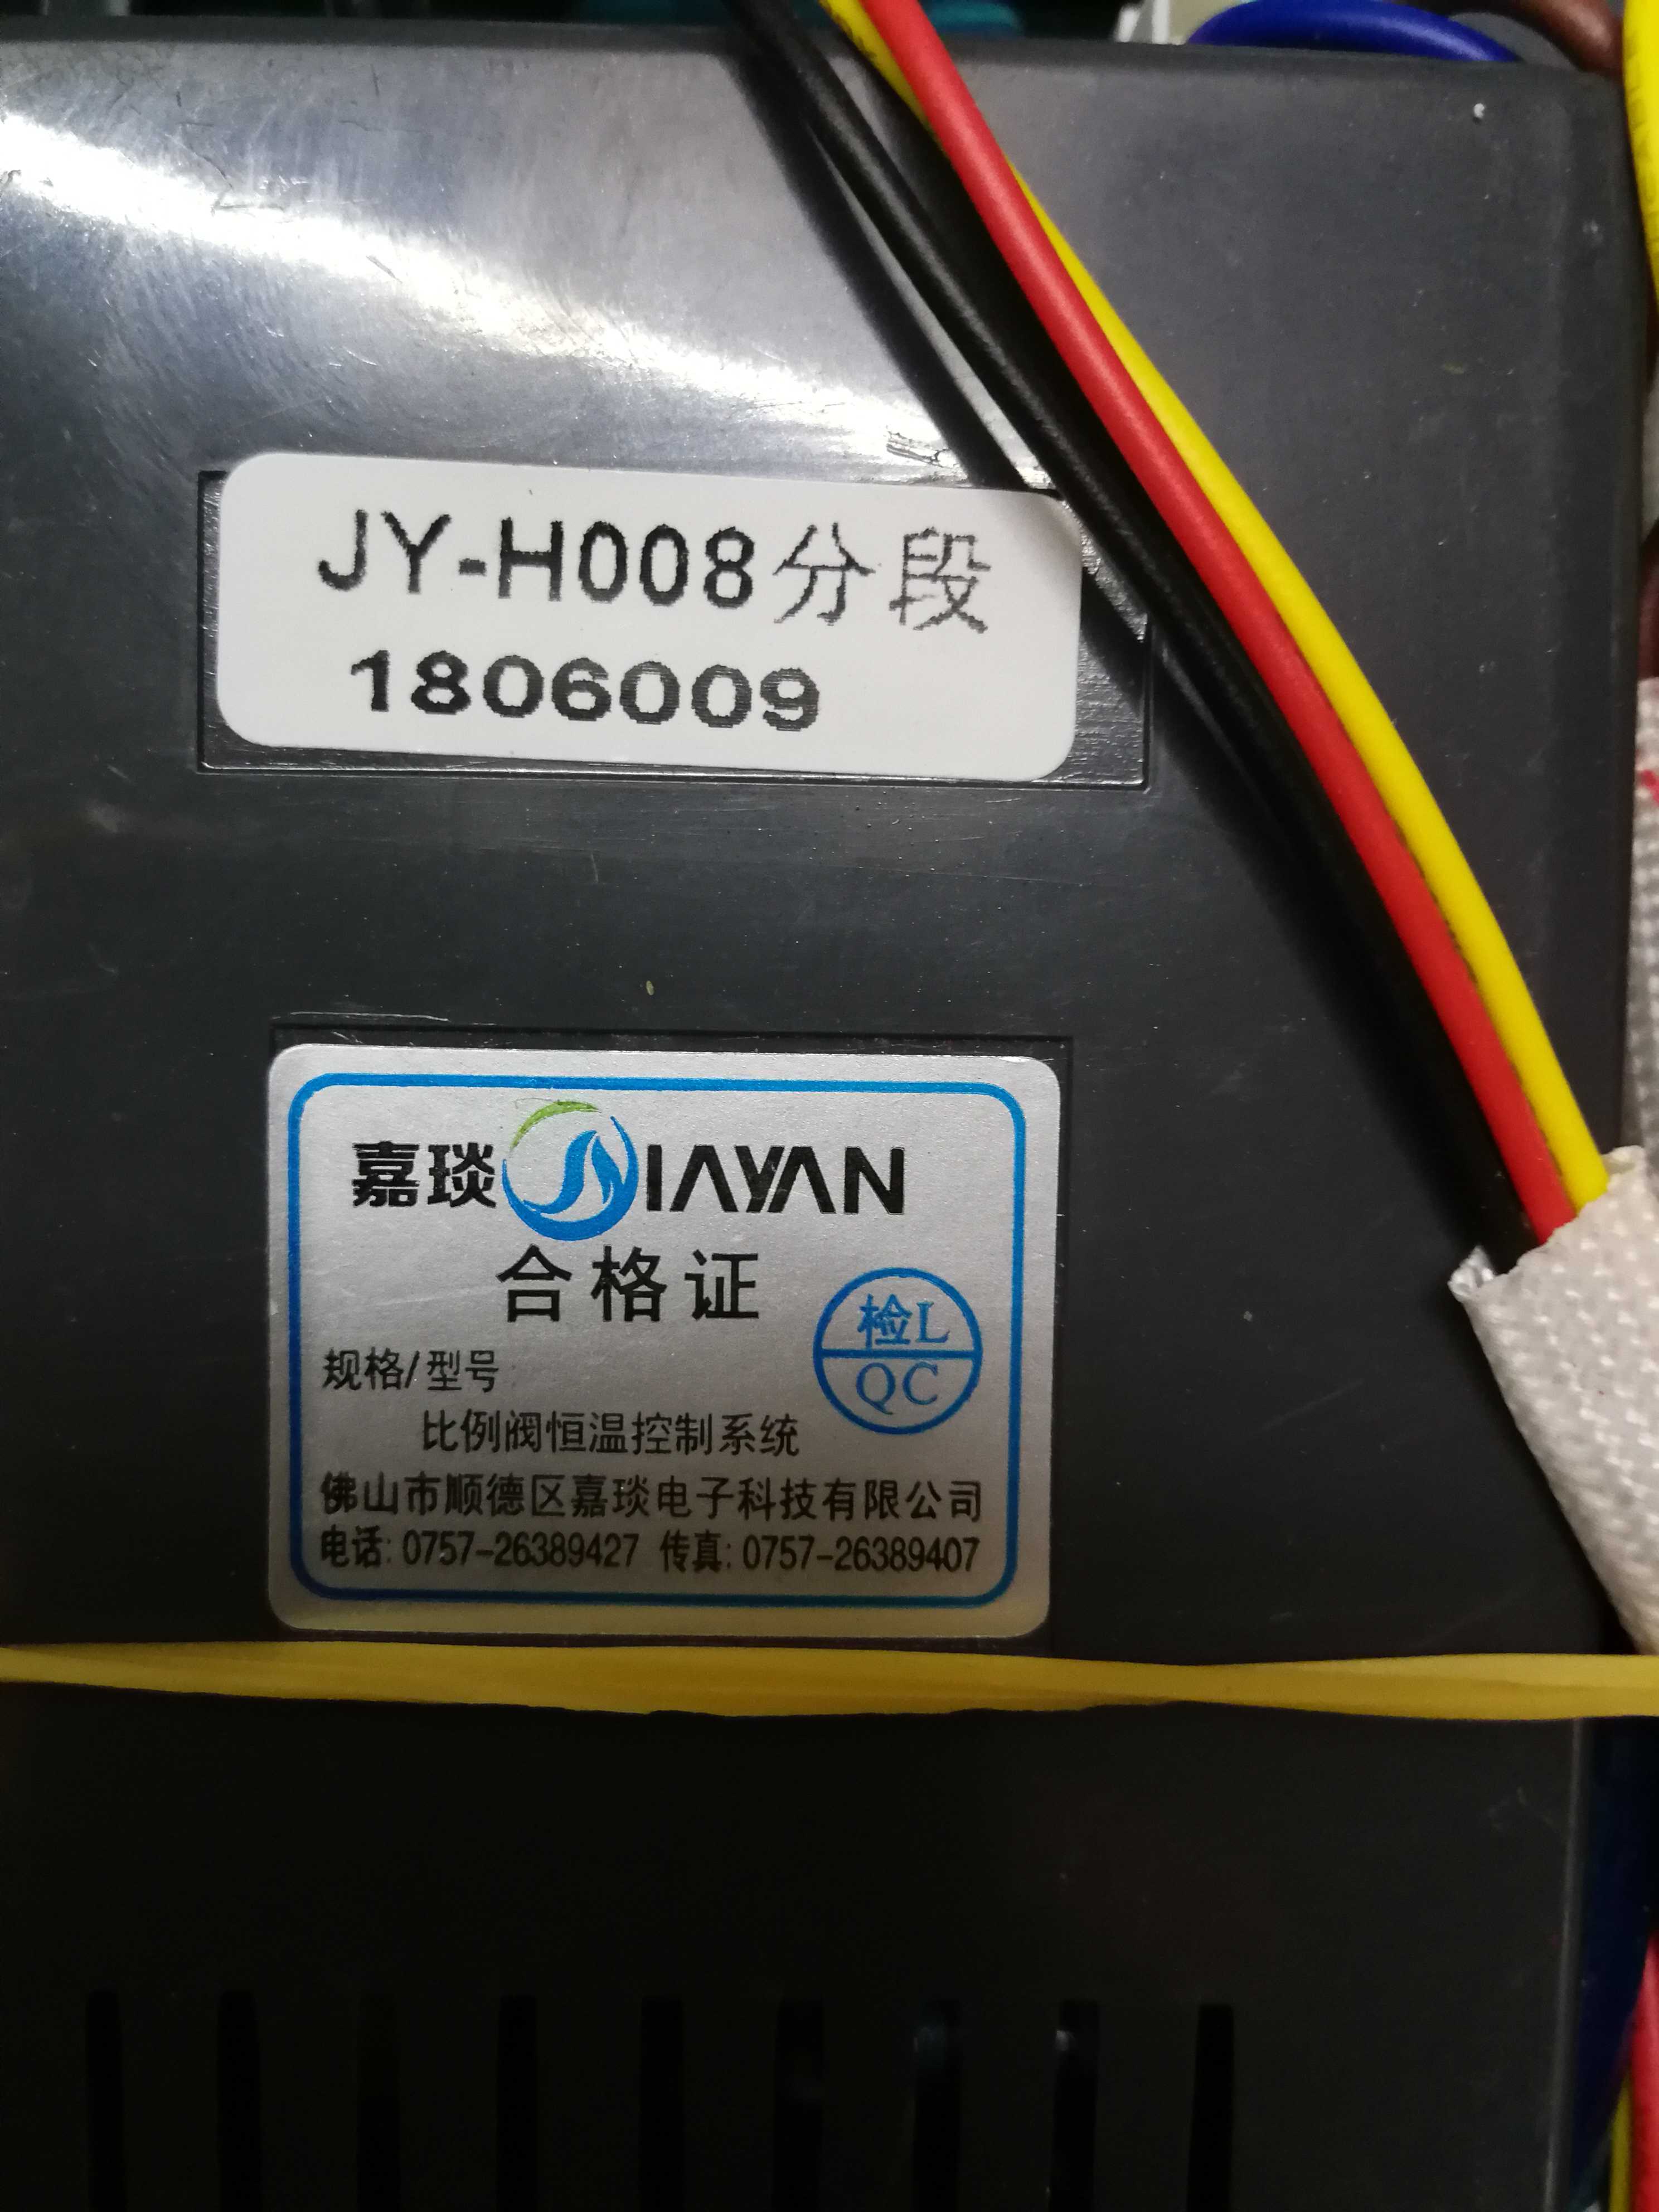 JY-H008分段
1806009
嘉琰 JIAYAN
合格证
检L
QC
规格/型号
比例阀恒温控制系统
佛山市顺德区嘉琰电子科技有限公司
电话: 0757-26389427 传真: 0757-26389407